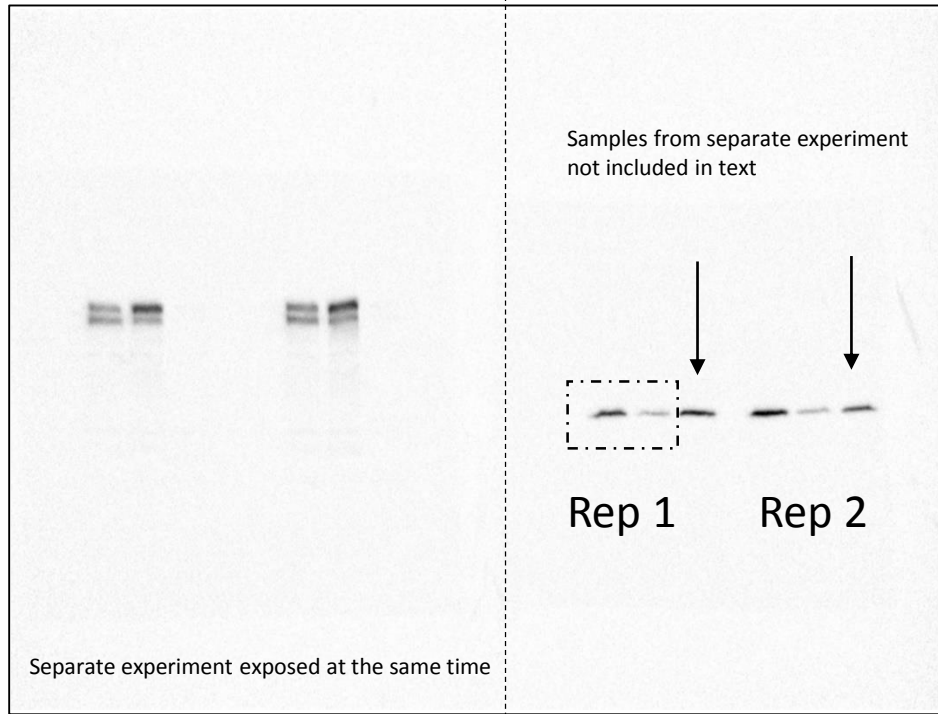 Samples from separate experiment
not included in text
Rep 1
Rep 2
Separate experiment exposed at the same time